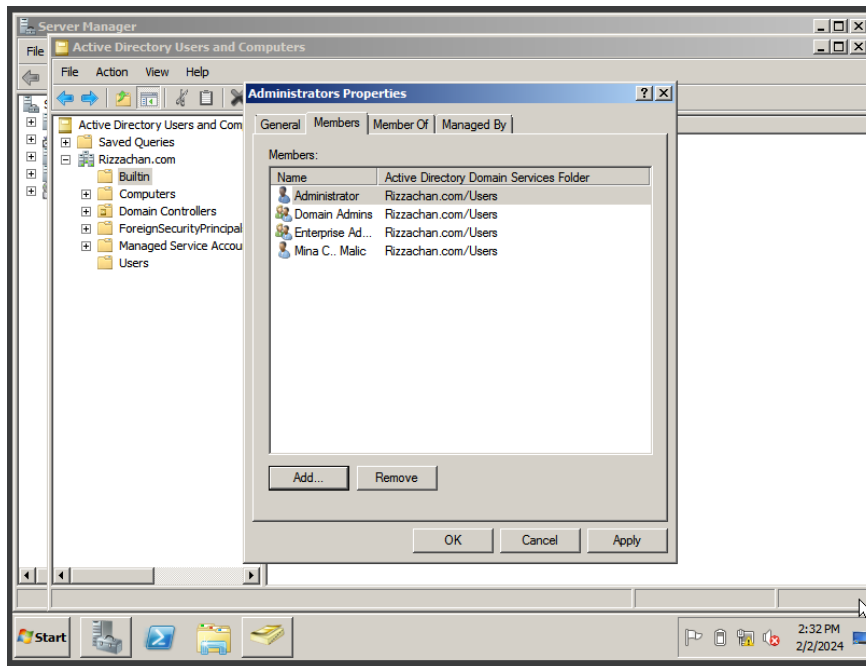 Server Manager
File
Active Directory Users and Computers
File Action View Help
Active Directory Users and Com
Saved Queries
Rizzachan.com
Builtin
Computers
Domain Controllers
ForeignSecurityPrincipal
Managed Service Accou
Users
Administrators Properties
General Members Member Of Managed By
Members:
Name Active Directory Domain Services Folder
Administrator Rizzachan.com/Users
Domain Admins Rizzachan.com/Users
Enterprise Ad... Rizzachan.com/Users
Mina C.. Malic Rizzachan.com/Users
Add... Remove
OK Cancel Apply
Start
2:32 PM
2/2/2024